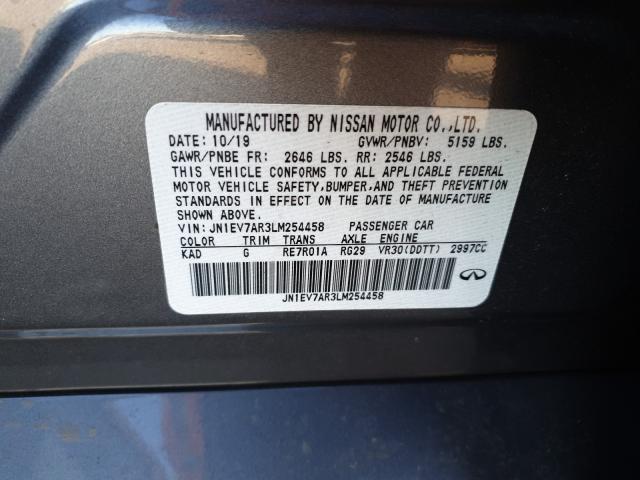 MANUFACTURED BY NISSAN MOTOR CO.,LTD.
DATE: 10/19 GVWR/PNBV: 5159 LBS.
GAWR/PNBE FR: 2646 LBS. RR: 2546 LBS.
THIS VEHICLE CONFORMS TO ALL APPLICABLE FEDERAL
MOTOR VEHICLE SAFETY,BUMPER,AND THEFT PREVENTION
STANDARDS IN EFFECT ON THE DATE OF MANUFACTURE
SHOWN ABOVE.
VIN: JN1EV7AR3LM254458 PASSENGER CAR
COLOR TRIM TRANS AXLE ENGINE
KAD G RE7R01A RG29 VR30(DDTT) 2997CC
JN1EV7AR3LM254458